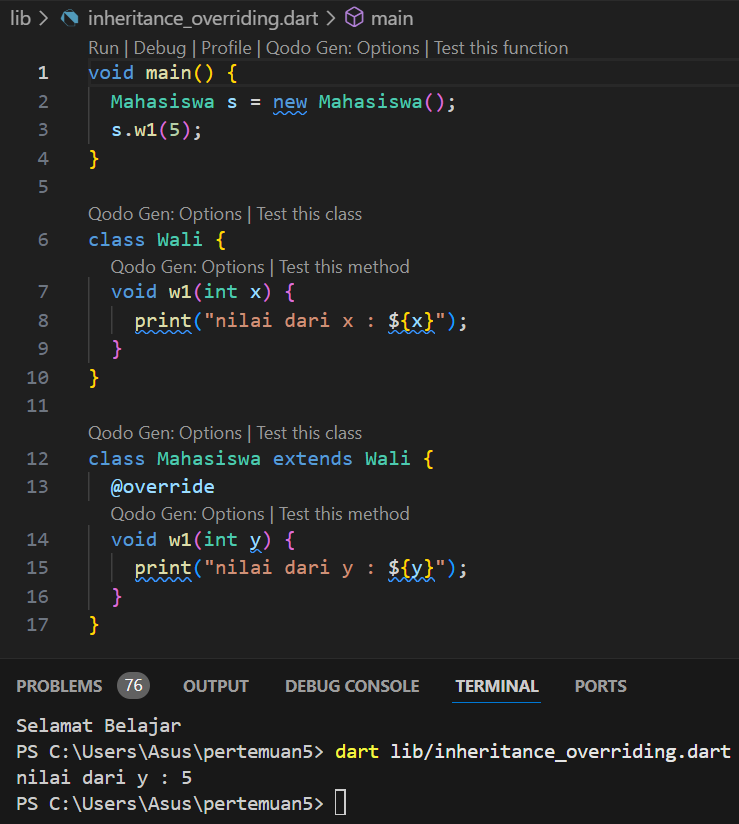 lib > inheritance_overriding.dart > main
Run | Debug | Profile | Qodo Gen: Options | Test this function
1 void main() {
2   Mahasiswa s = new Mahasiswa();
3   s.w1(5);
4 }
5
Qodo Gen: Options | Test this class
6 class Wali {
Qodo Gen: Options | Test this method
7   void w1(int x) {
8     print("nilai dari x : ${x}");
9   }
10 }
11
Qodo Gen: Options | Test this class
12 class Mahasiswa extends Wali {
13   @override
Qodo Gen: Options | Test this method
14   void w1(int y) {
15     print("nilai dari y : ${y}");
16   }
17 }
PROBLEMS 76 OUTPUT DEBUG CONSOLE TERMINAL PORTS
Selamat Belajar
PS C:\Users\Asus\pertemuan5> dart lib/inheritance_overriding.dart
nilai dari y : 5
PS C:\Users\Asus\pertemuan5>